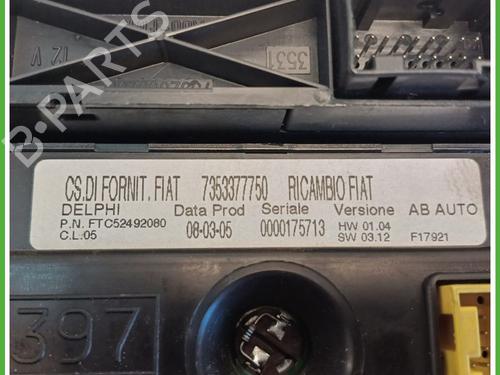 12 V
3531
CS.DI FORNIT. FIAT 7353377750 RICAMBIO FIAT
DELPHI Data Prod Seriale Versione AB AUTO
P.N. FTC52492080 08-03-05 0000175713 HW 01.04
C.L.05 SW 03.12 F17921
397
B-PARTS